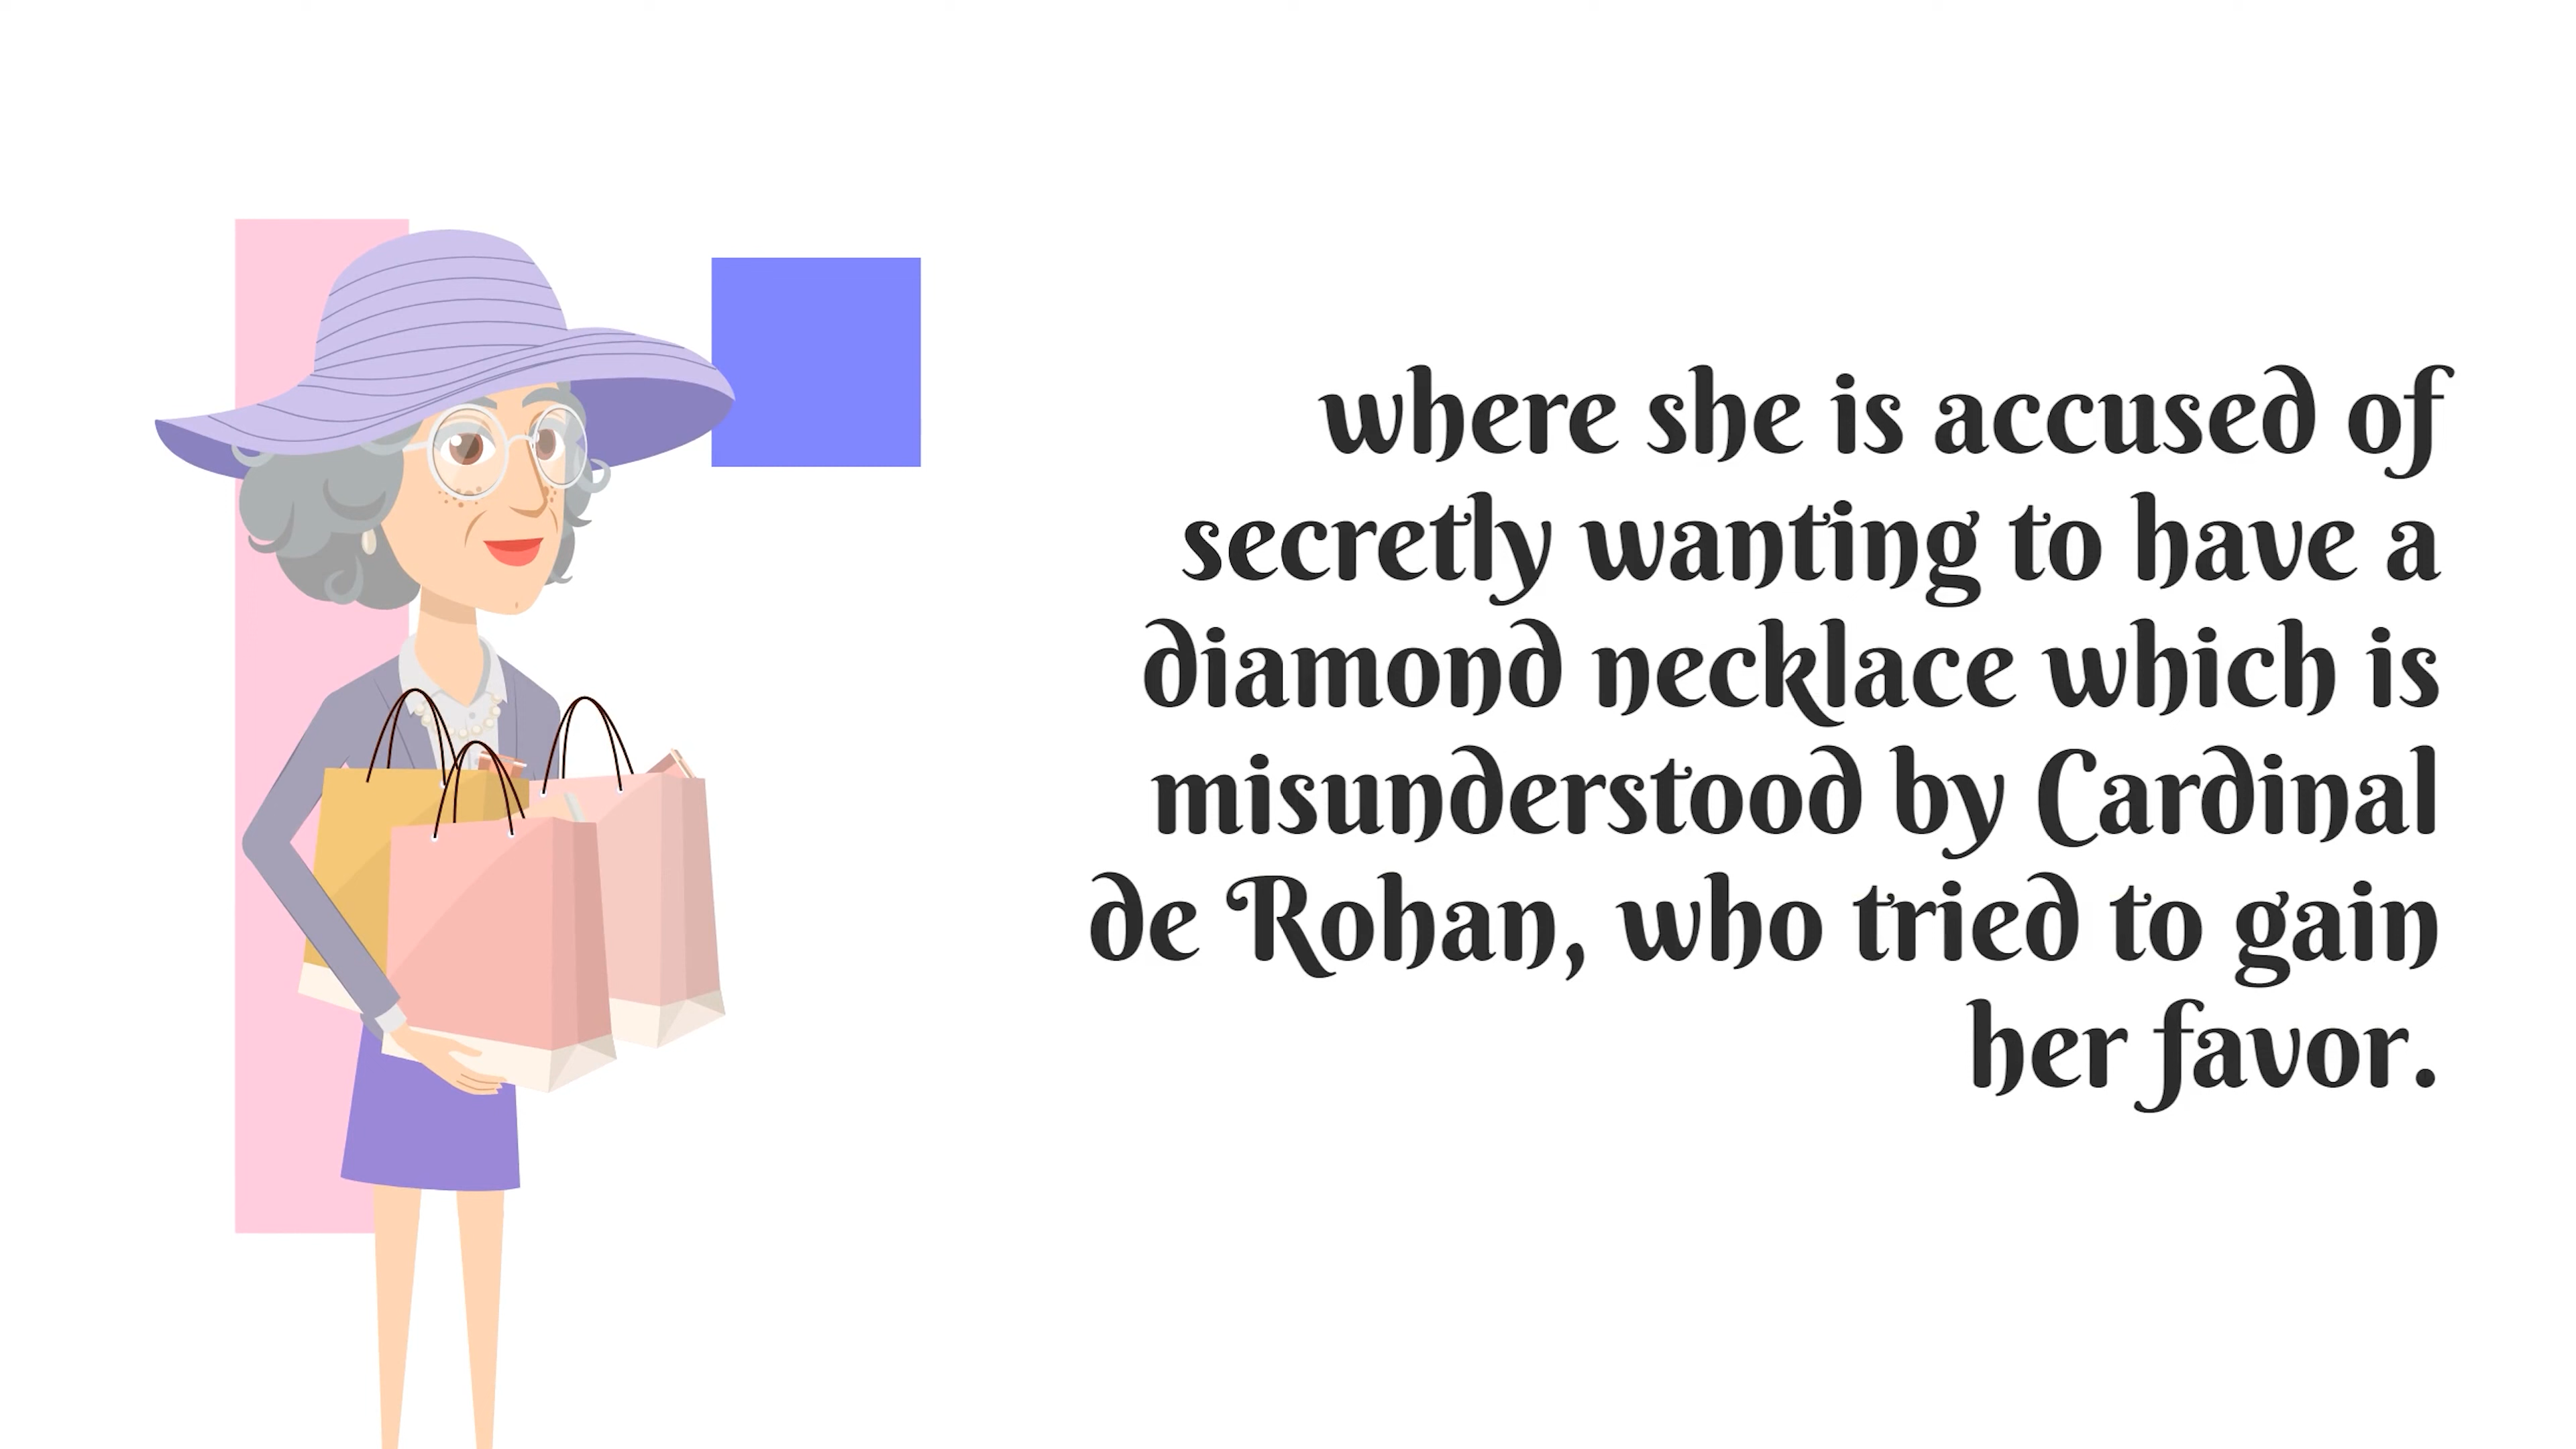 where she is accused of
secretly wanting to have a
diamond necklace which is
misunderstood by Cardinal
de Rohan, who tried to gain
her favor.